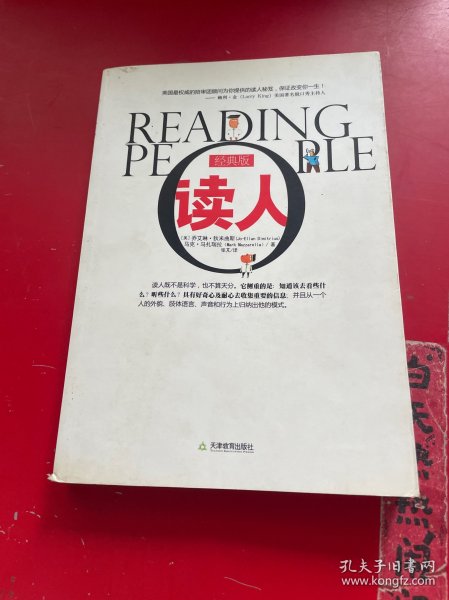 美国最权威的陪审团顾问为你提供的读人秘笈，保证改变你一生！
——赖利·金（Larry King）美国著名脱口秀主持人
READING
PEOPLE
经典版
读人
（美）乔艾琳·狄米曲斯（Jo-Ellan Dimitrius）
马克·马扎瑞拉（Mark Mazzarella）/著
读人既不是科学，也不算天分。它侧重的是：知道该去看些什
么？听些什么？具有好奇心及耐心去收集重要的信息，并且从一个
人的外貌、肢体语言、声音和行为上归纳出他的模式。
天津教育出版社
孔夫子旧书网
www.kongfz.com